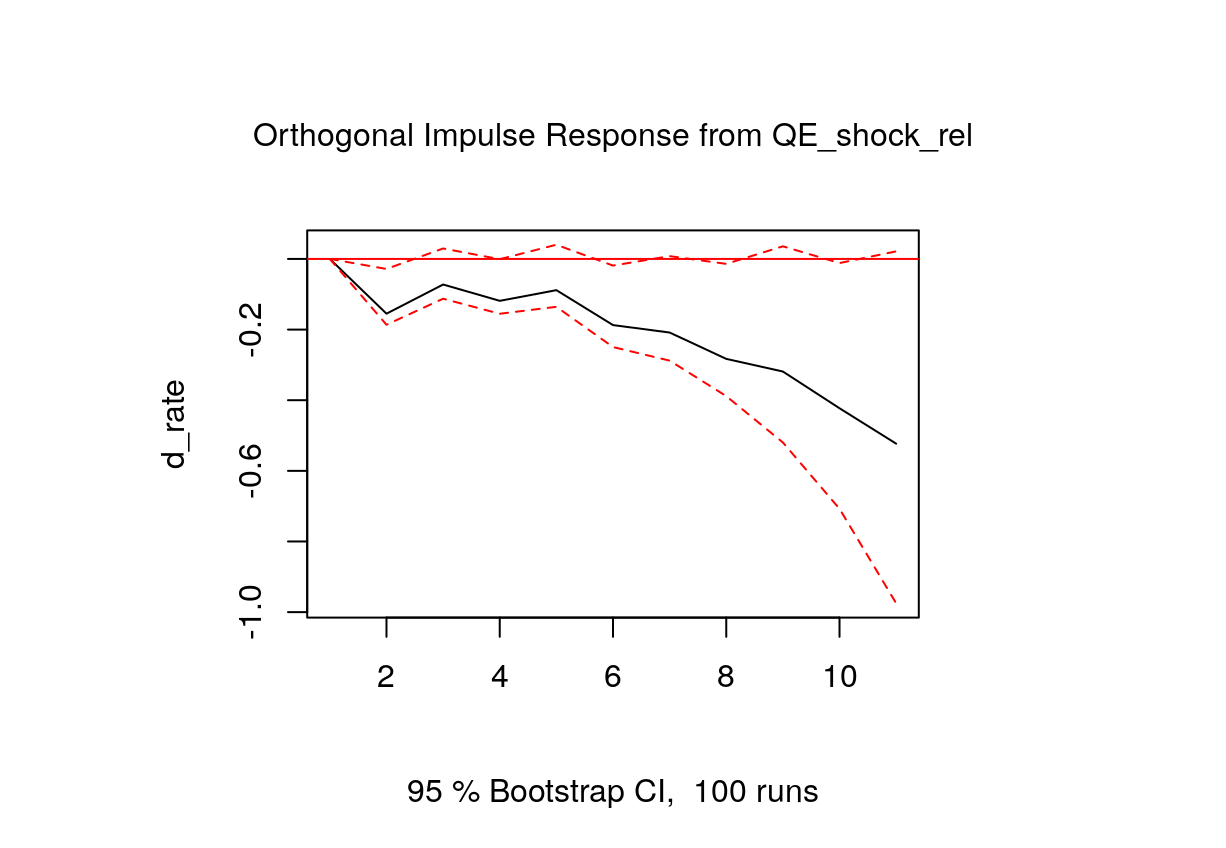 Orthogonal Impulse Response from QE_shock_rel
d_rate
-0.2
-0.6
-1.0
2 4 6 8 10
95 % Bootstrap CI,  100 runs